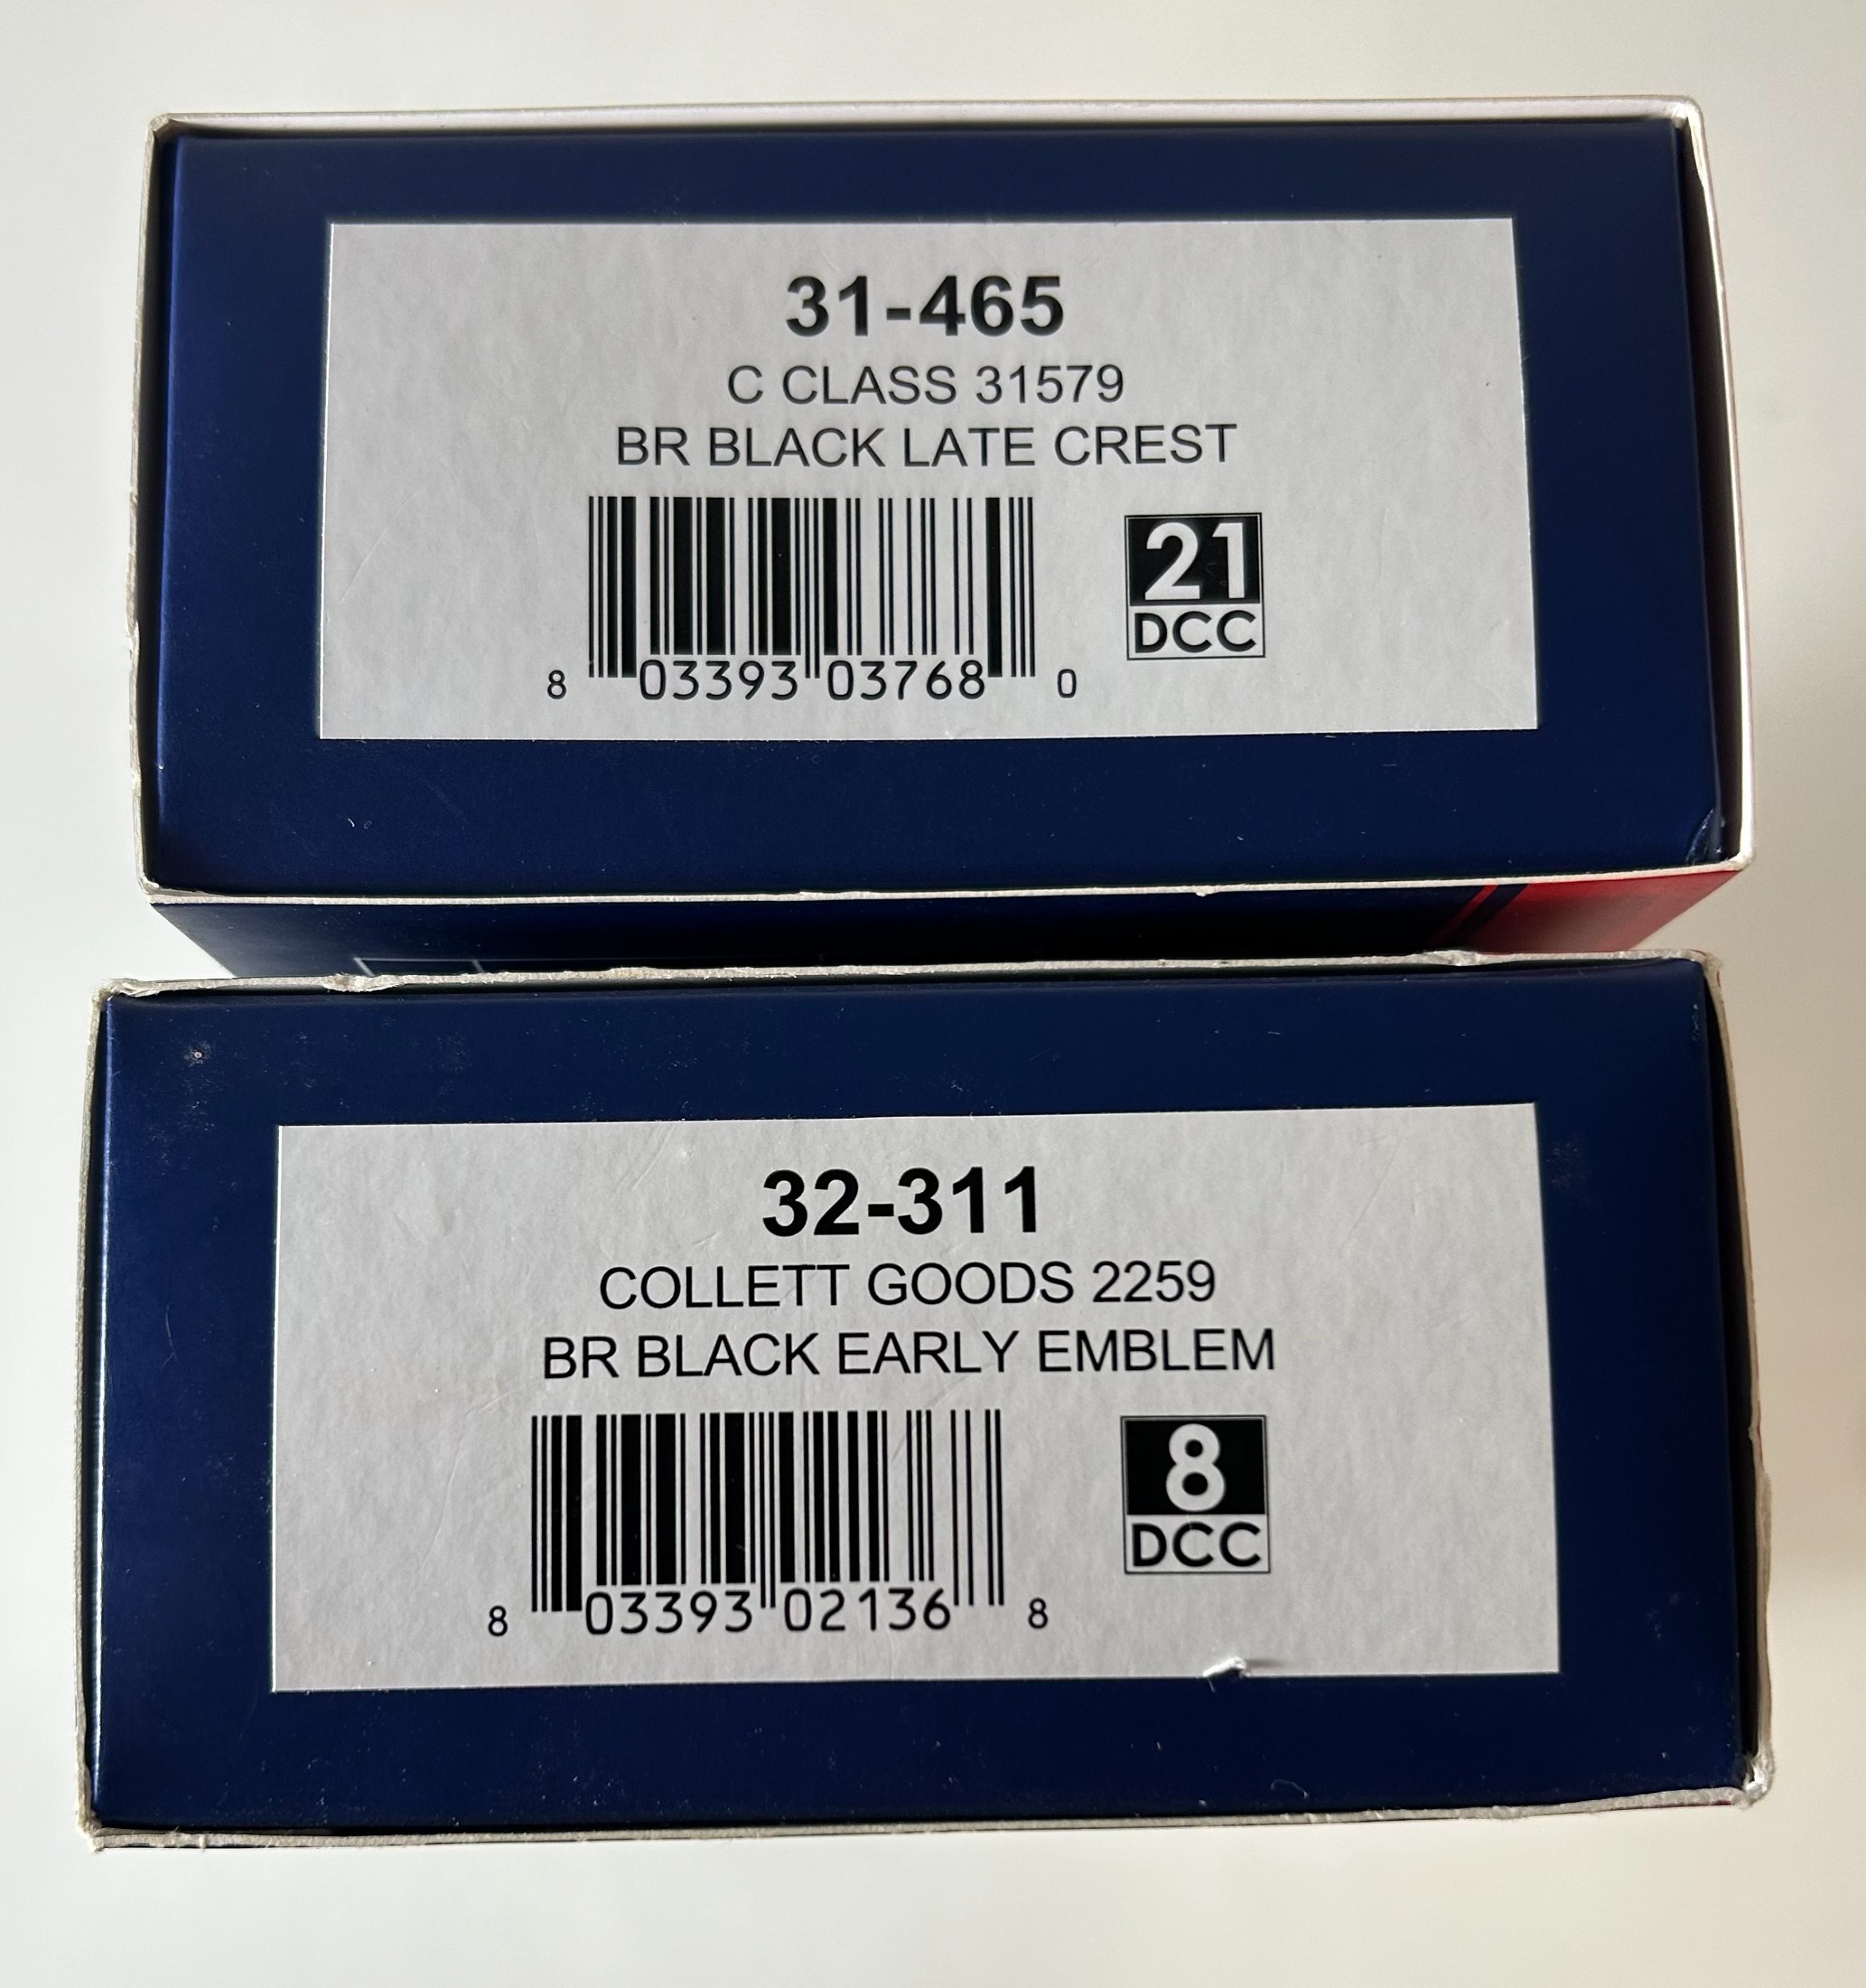 31-465
C CLASS 31579
BR BLACK LATE CREST
21
DCC
8 03393 03768 0
32-311
COLLETT GOODS 2259
BR BLACK EARLY EMBLEM
8
DCC
8 03393 02136 8